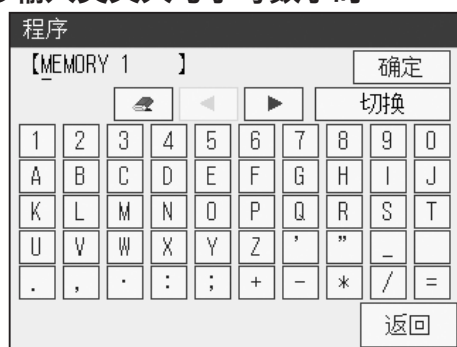 程序
【MEMORY 1 】 确定
◀ ▶ 切换
1 2 3 4 5 6 7 8 9 0
A B C D E F G H I J
K L M N O P Q R S T
U V W X Y Z ’ ” _
. , · : ; + − * / =
返回